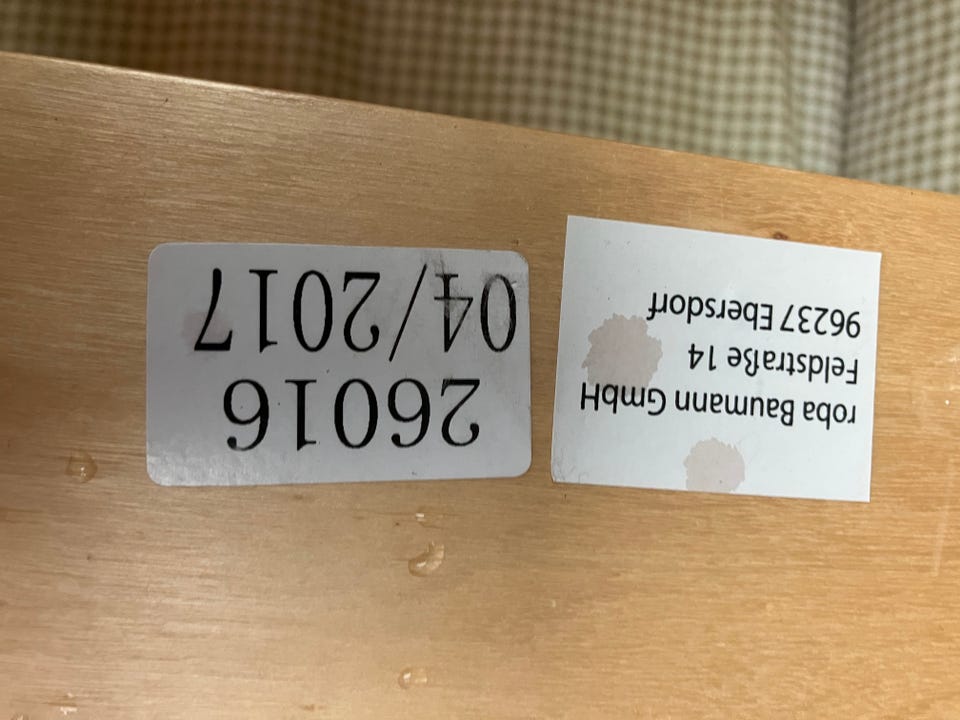 26016
04/2017
roba Baumann GmbH
Feldstraße 14
96237 Ebersdorf